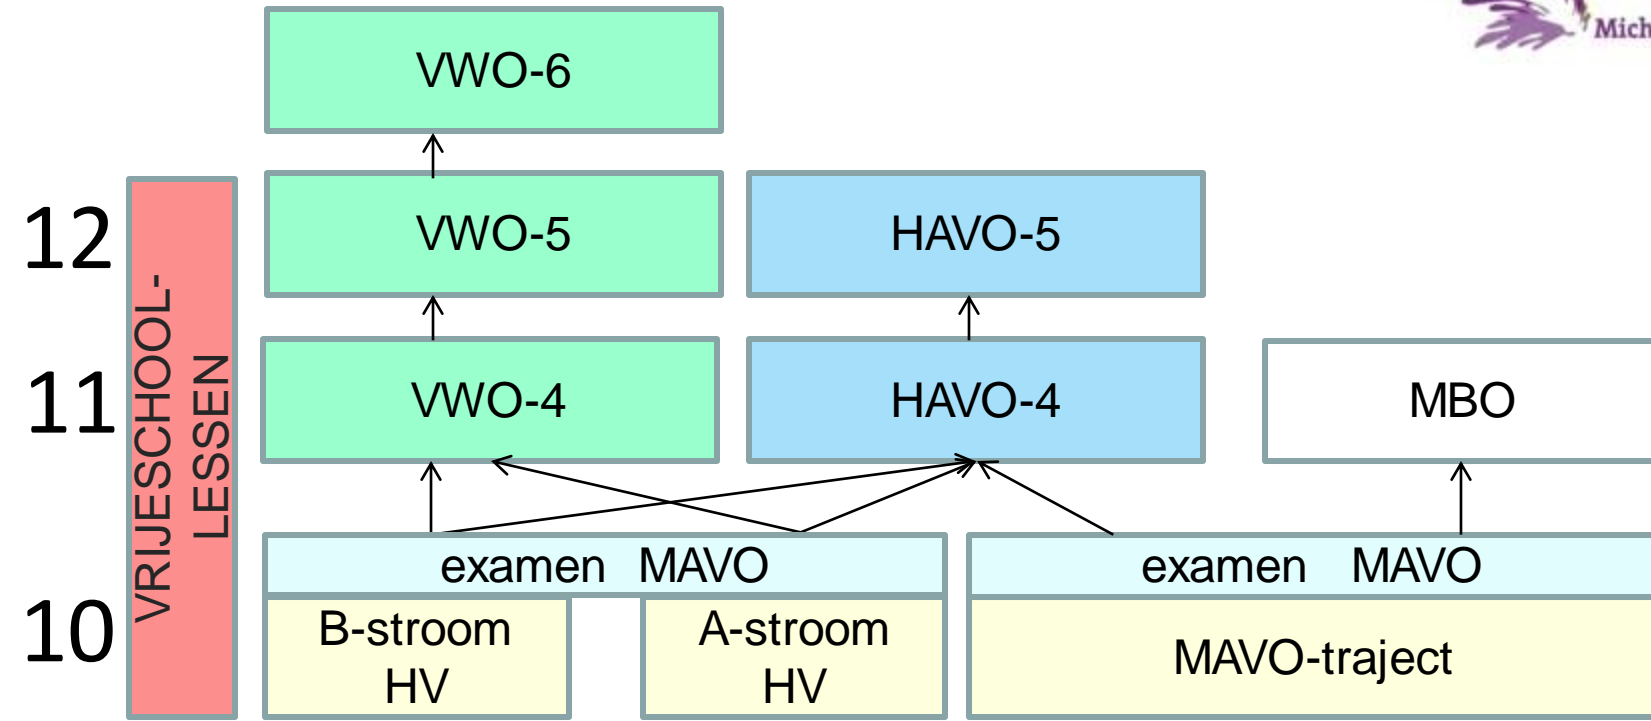 Mich
VWO-6
12
VWO-5
HAVO-5
VRIJESCHOOL-
LESSEN
11
VWO-4
HAVO-4
MBO
examen MAVO
examen MAVO
10
B-stroom
HV
A-stroom
HV
MAVO-traject